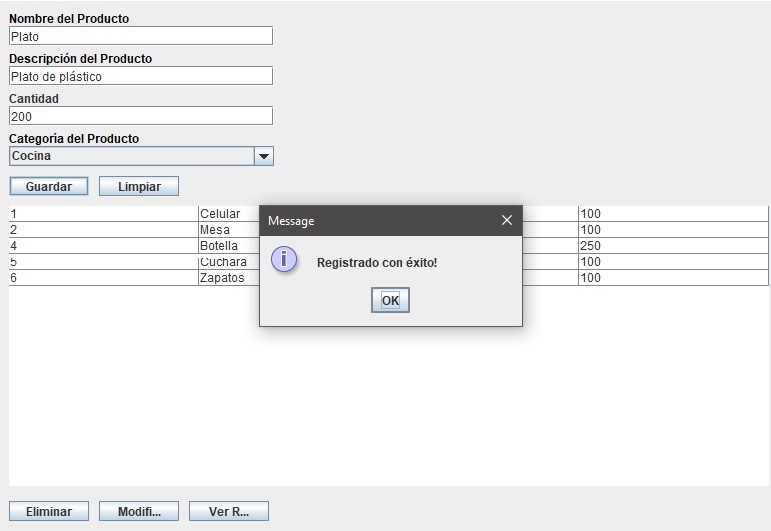 Nombre del Producto
Plato
Descripción del Producto
Plato de plástico
Cantidad
200
Categoría del Producto
Cocina
Guardar Limpiar
1 Celular 100
2 Mesa 100
4 Botella 250
5 Cuchara 100
6 Zapatos 100
Message
Registrado con éxito!
OK
Eliminar Modifi... Ver R...